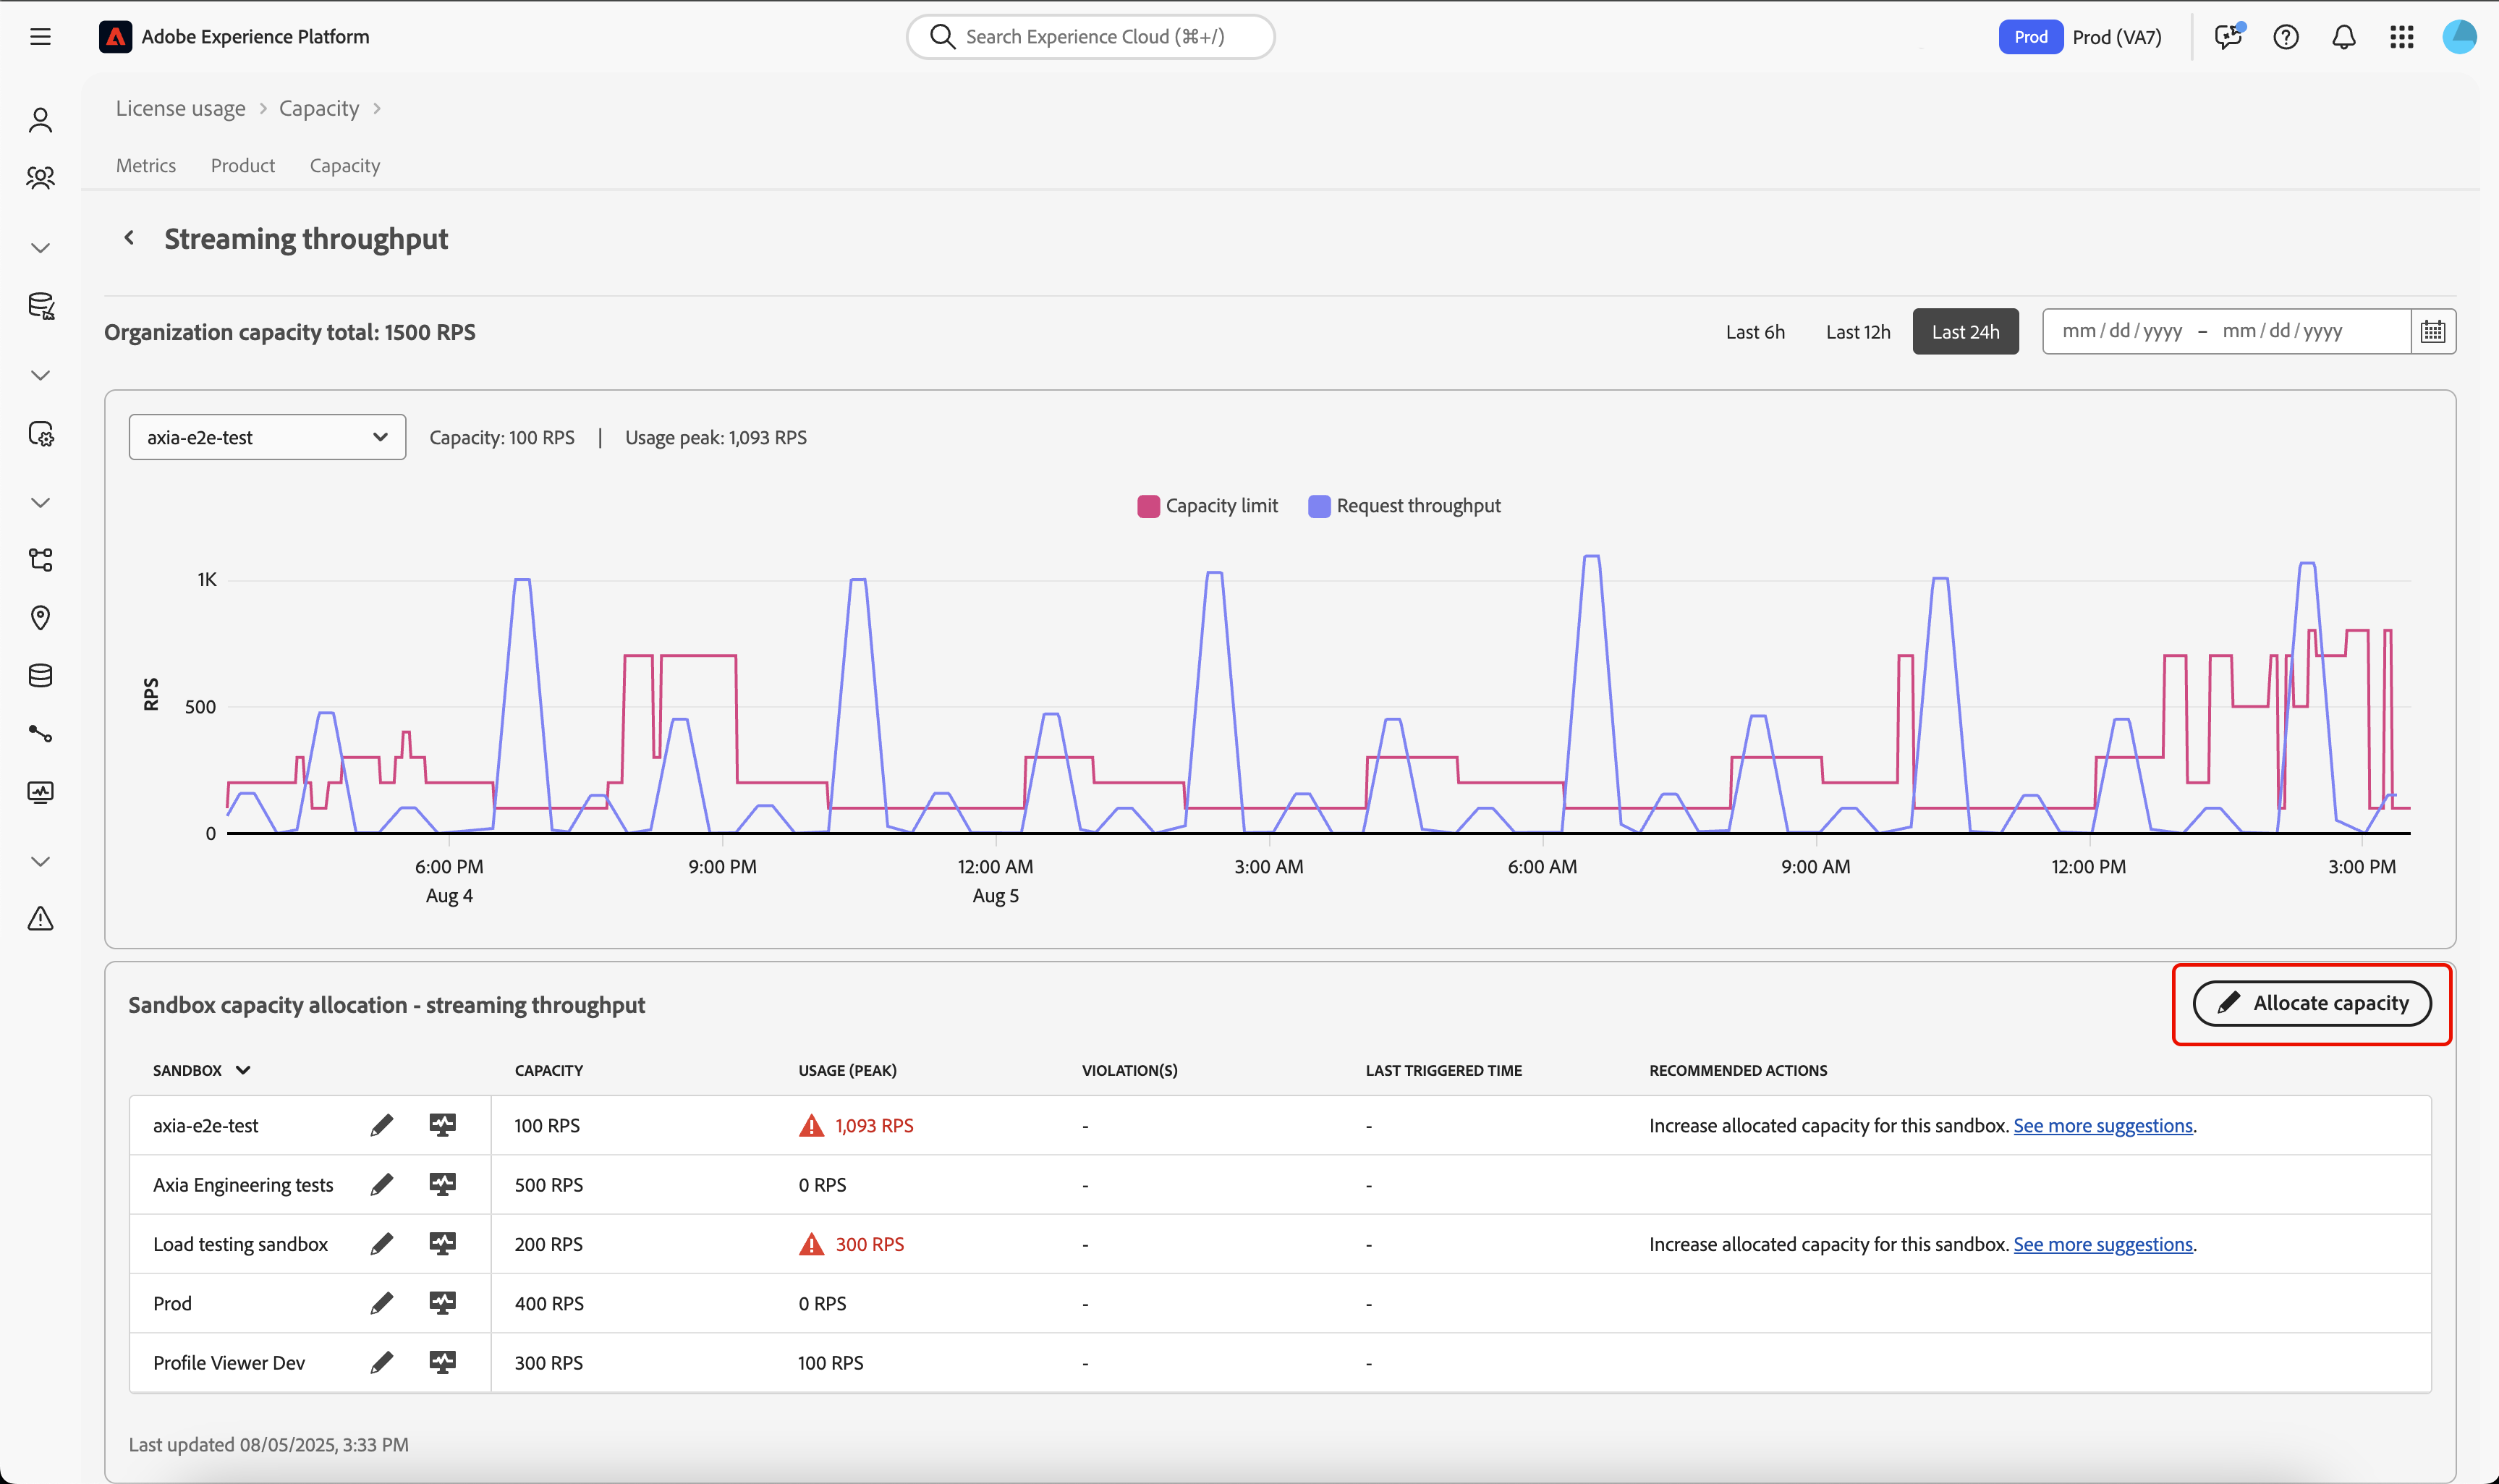 Adobe Experience Platform
Search Experience Cloud (⌘+/)
Prod Prod (VA7)
License usage > Capacity >
Metrics Product Capacity
Streaming throughput
Organization capacity total: 1500 RPS
Last 6h Last 12h Last 24h mm / dd / yyyy – mm / dd / yyyy
axia-e2e-test Capacity: 100 RPS | Usage peak: 1,093 RPS
Capacity limit Request throughput
1K
RPS
500
0
6:00 PM 9:00 PM 12:00 AM 3:00 AM 6:00 AM 9:00 AM 12:00 PM 3:00 PM
Aug 4 Aug 5
Sandbox capacity allocation - streaming throughput Allocate capacity
SANDBOX CAPACITY USAGE (PEAK) VIOLATION(S) LAST TRIGGERED TIME RECOMMENDED ACTIONS
axia-e2e-test 100 RPS 1,093 RPS - - Increase allocated capacity for this sandbox. See more suggestions.
Axia Engineering tests 500 RPS 0 RPS - -
Load testing sandbox 200 RPS 300 RPS - - Increase allocated capacity for this sandbox. See more suggestions.
Prod 400 RPS 0 RPS - -
Profile Viewer Dev 300 RPS 100 RPS - -
Last updated 08/05/2025, 3:33 PM